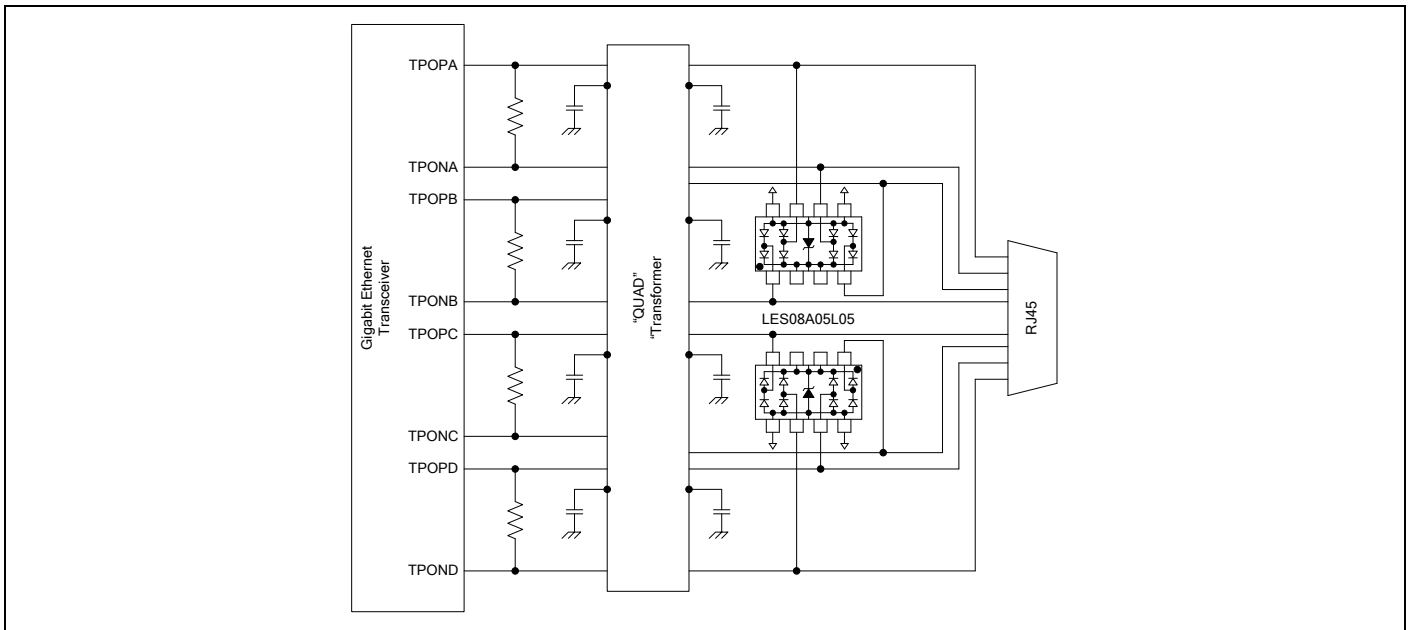 TPOPA
TPONA
TPOPB
TPONB
TPOPC
TPONC
TPOPD
TPOND
Gigabit Ethernet
Transceiver
"QUAD"
"Transformer
LES08A05L05
RJ45